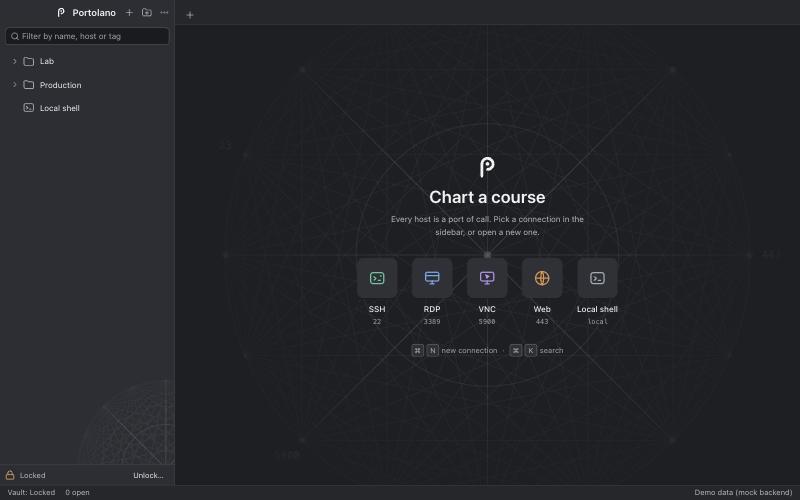 Portolano
Filter by name, host or tag
Lab
Production
Local shell
Chart a course
Every host is a port of call. Pick a connection in the
sidebar, or open a new one.
SSH
22
RDP
3389
VNC
5900
Web
443
Local shell
local
⌘ N new connection · ⌘ K search
5900
Locked
Unlock...
Vault: Locked
0 open
Demo data (mock backend)